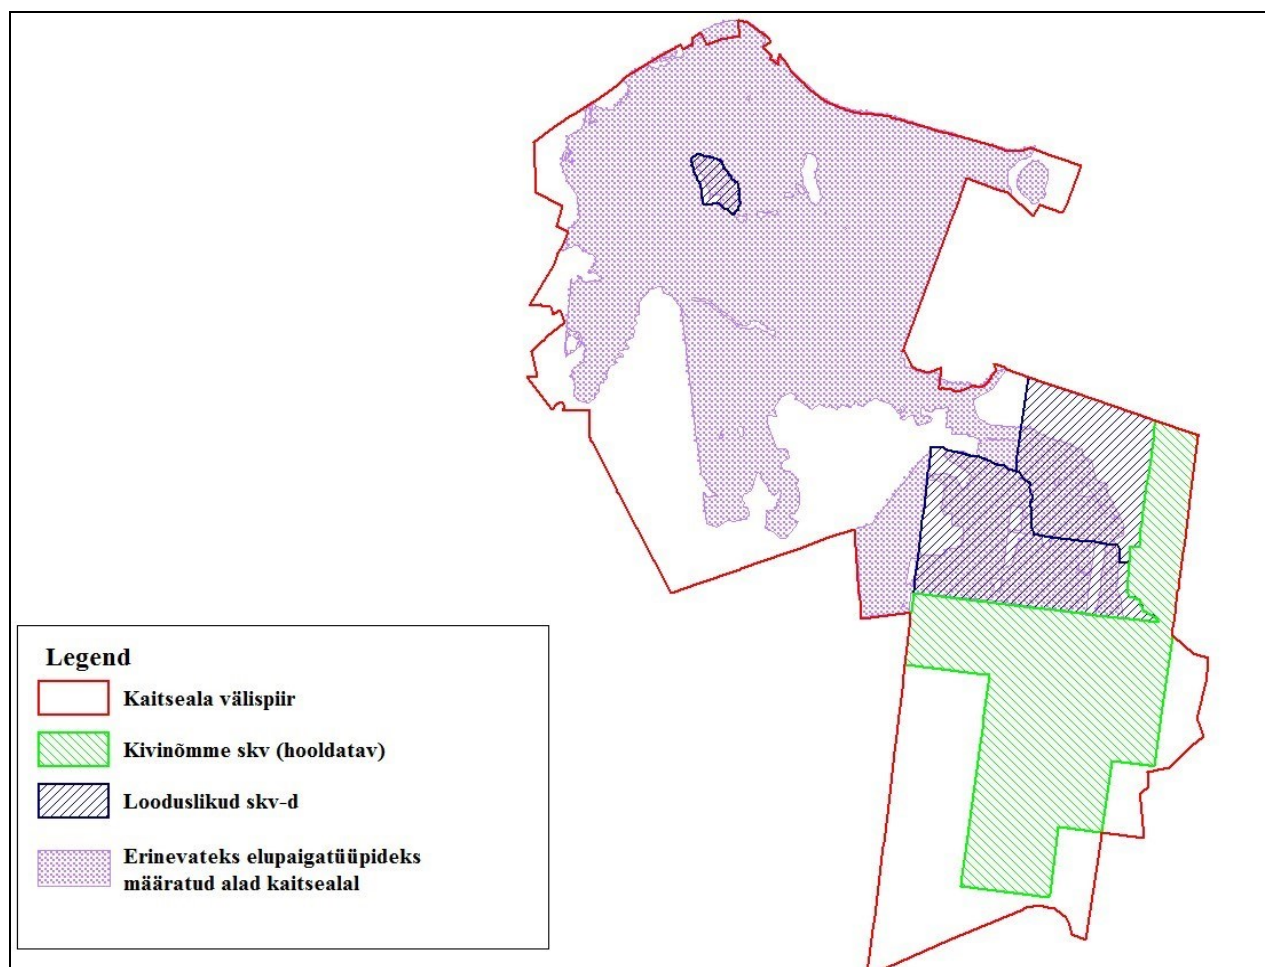 Legend
Kaitseala välispiir
Kivinõmme skv (hooldatav)
Looduslikud skv-d
Erinevateks elupaigatüüpideks
määratud alad kaitsealal